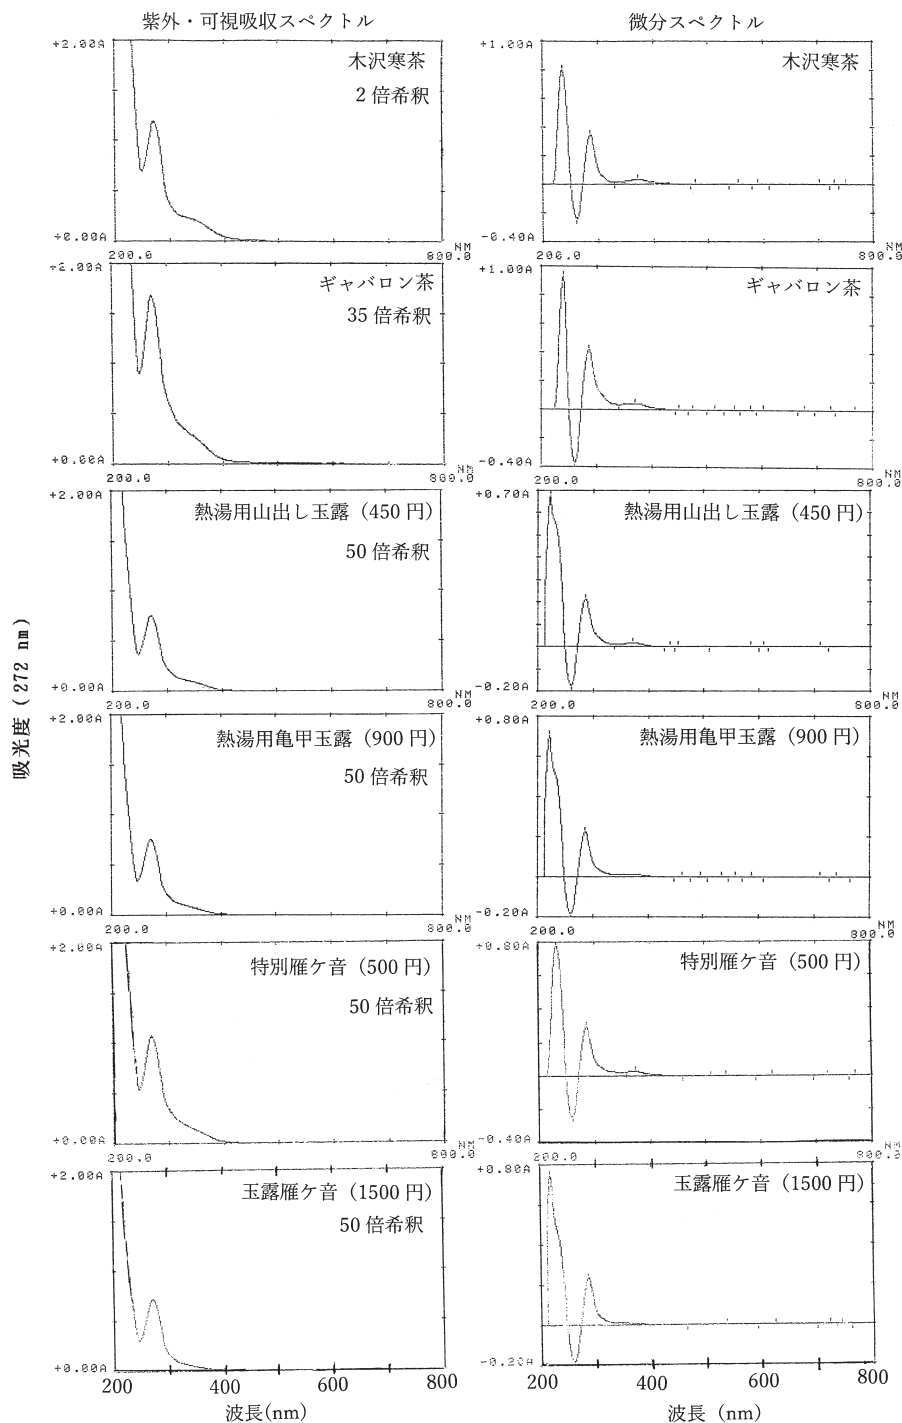 紫外・可視吸収スペクトル
微分スペクトル
+2.00A
木沢寒茶
2 倍希釈
+0.00A
200.0
NM
800.0
+1.00A
木沢寒茶
-0.40A
200.0
NM
800.0
+2.00A
ギャバロン茶
35 倍希釈
+0.00A
200.0
NM
800.0
+1.00A
ギャバロン茶
-0.40A
200.0
NM
800.0
+2.00A
熱湯用山出し玉露（450 円）
50 倍希釈
+0.00A
200.0
NM
800.0
+0.70A
熱湯用山出し玉露（450 円）
-0.20A
200.0
NM
800.0
+2.00A
熱湯用亀甲玉露（900 円）
50 倍希釈
+0.00A
200.0
NM
800.0
+0.80A
熱湯用亀甲玉露（900 円）
-0.20A
200.0
NM
800.0
+2.00A
特別雁ケ音（500 円）
50 倍希釈
+0.00A
200.0
NM
800.0
+0.80A
特別雁ケ音（500 円）
-0.40A
200.0
NM
800.0
+2.00A
玉露雁ケ音（1500 円）
50 倍希釈
+0.00A
200
400
600
800
波長(nm)
+0.80A
玉露雁ケ音（1500 円）
-0.20A
200
400
600
800
波長（nm）
吸光度（272 nm）